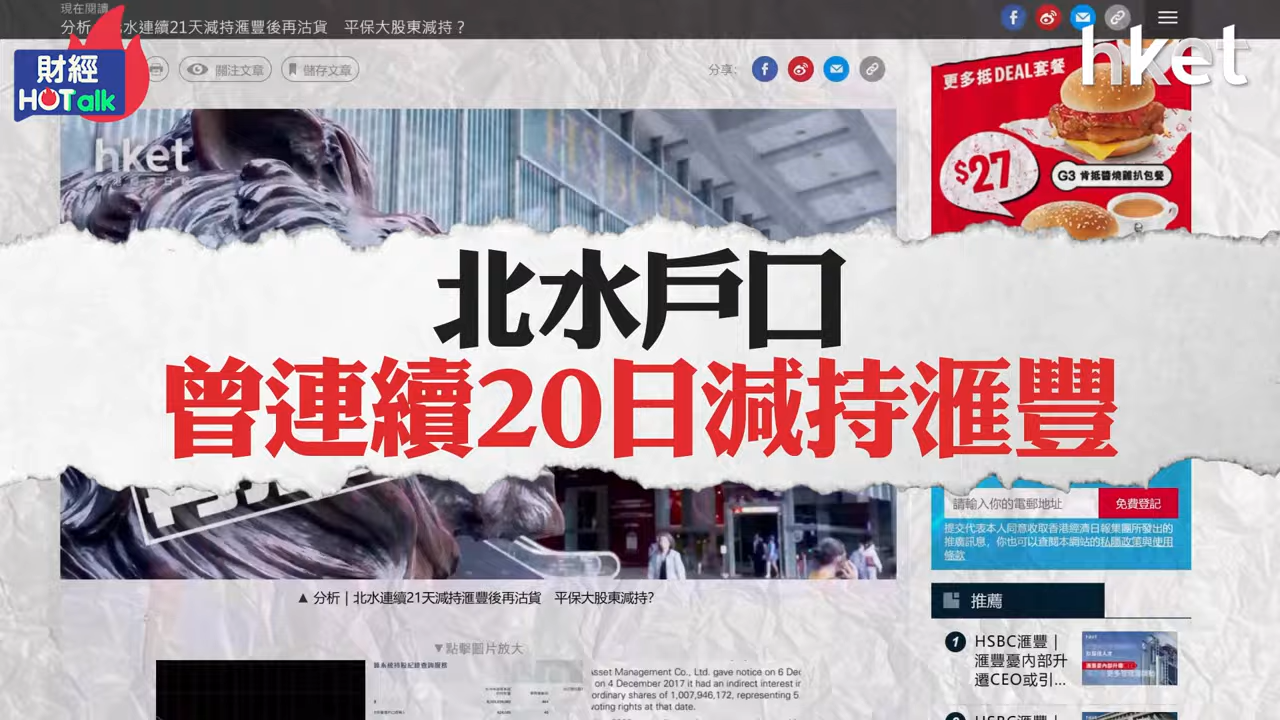 現在閱讀
水連續21天減持滙豐後再沽貨　平保大股東減持？
財經
HOTalk
關注文章
儲存文章
分享:
hket
更多抵DEAL套餐
$27
G3 肯抵醬燒雞扒包餐
hket
北水戶口
曾連續20日減持滙豐
請輸入你的電郵地址
免費登記
提交代表本人同意收取香港經濟日報集團所發出的
推廣訊息，你也可以查閱本網站的私隱政策與使用
條款
▲ 分析｜北水連續21天減持滙豐後再沽貨　平保大股東減持?
推薦
▼點擊圖片放大
1
HSBC滙豐｜
滙豐憂內部升
遷CEO或引...
Asset Management Co., Ltd. gave notice on 6 Dec
on 4 December 2017 it had an indirect interest in
ordinary shares of 1,007,946,172, representing 5
voting rights at that date.